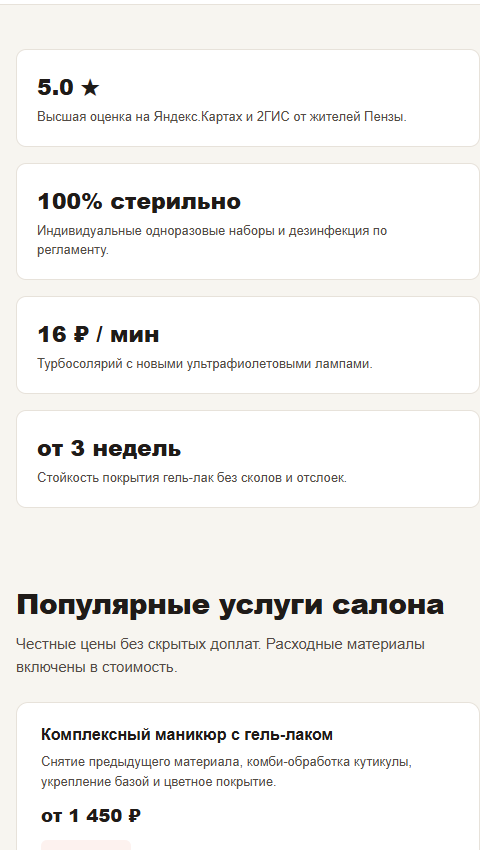 5.0 ★
Высшая оценка на Яндекс.Картах и 2ГИС от жителей Пензы.
100% стерильно
Индивидуальные одноразовые наборы и дезинфекция по
регламенту.
16 ₽ / мин
Турбосолярий с новыми ультрафиолетовыми лампами.
от 3 недель
Стойкость покрытия гель-лак без сколов и отслоек.
Популярные услуги салона
Честные цены без скрытых доплат. Расходные материалы
включены в стоимость.
Комплексный маникюр с гель-лаком
Снятие предыдущего материала, комби-обработка кутикулы,
укрепление базой и цветное покрытие.
от 1 450 ₽